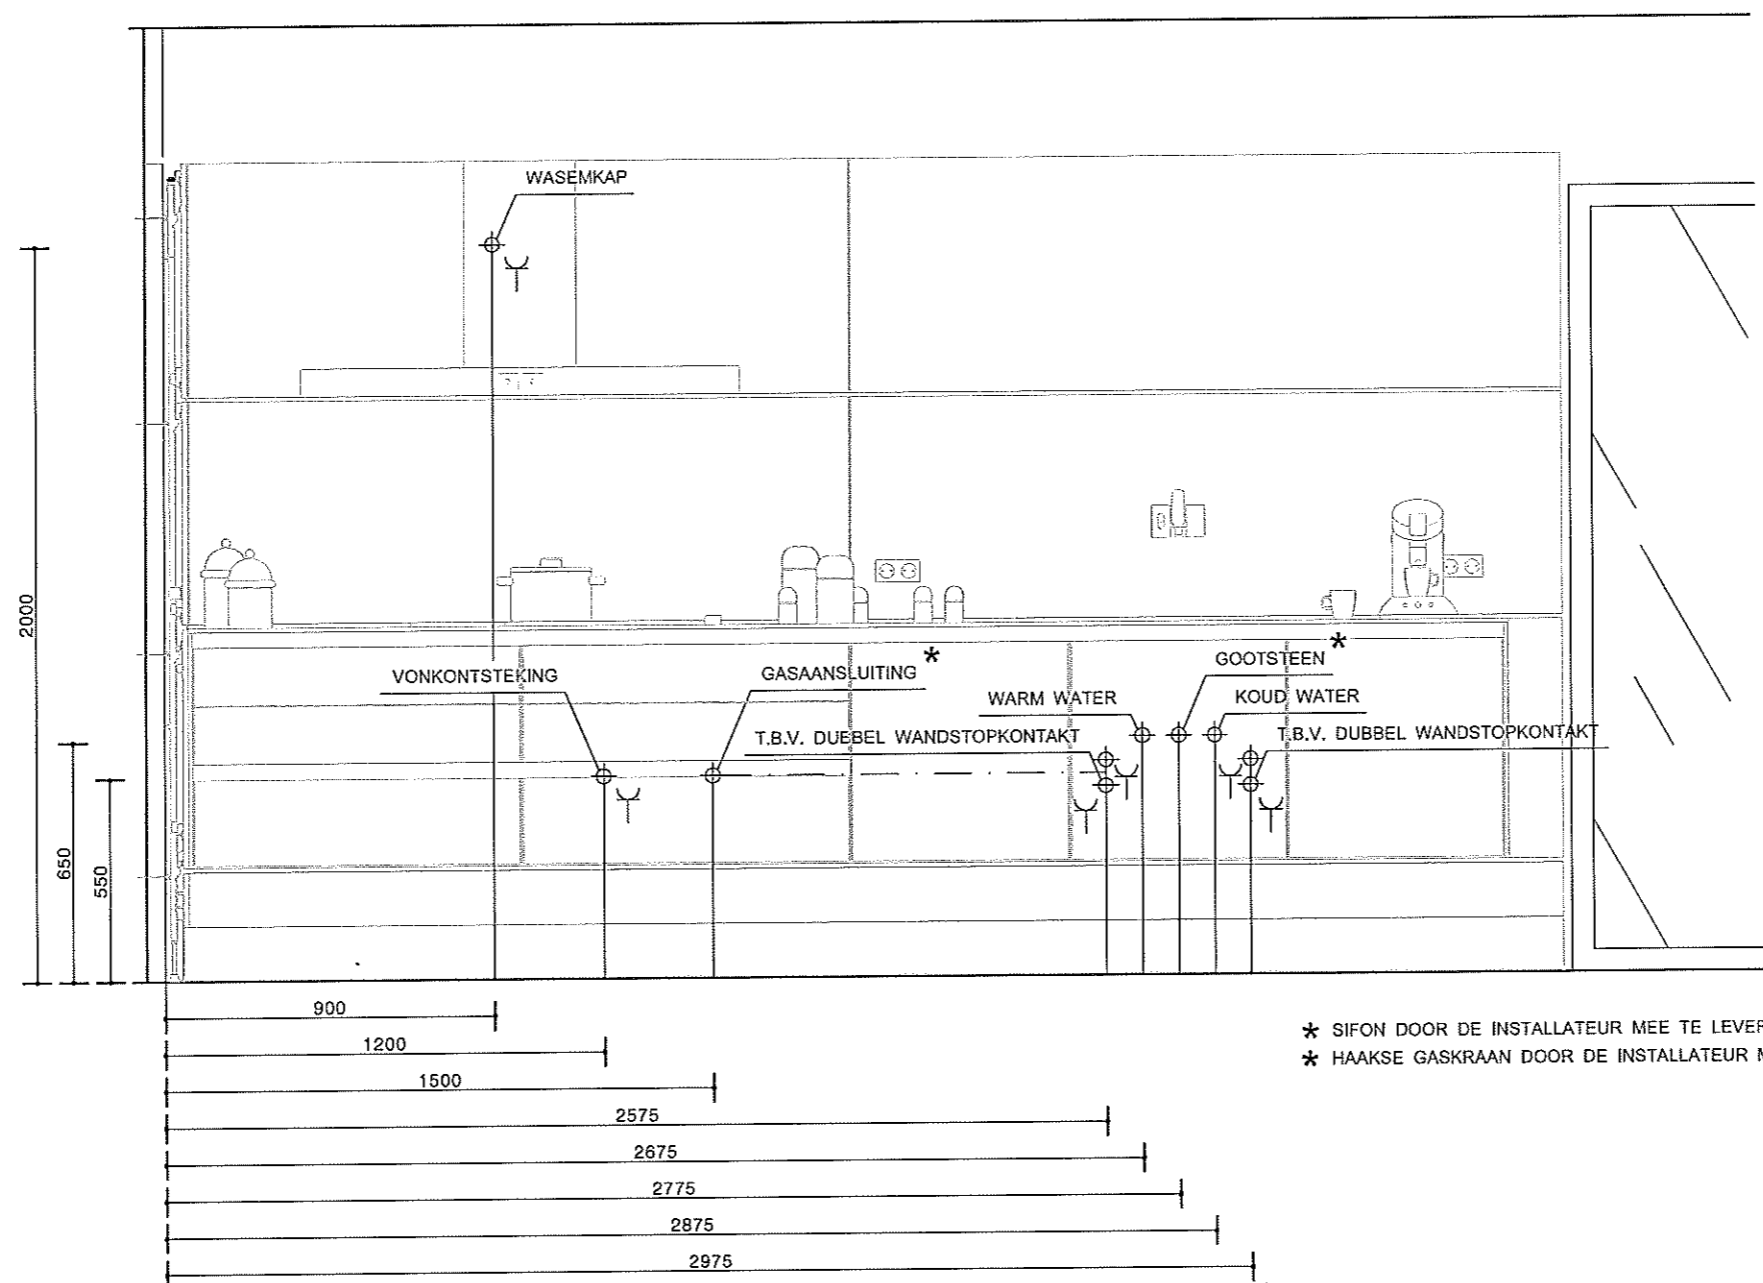 WASEMKAP
2000
VONKONTSTEKING
GASAANSLUITING *
GOOTSTEEN *
WARM WATER
KOUD WATER
T.B.V. DUBBEL WANDSTOPKONTAKT
T.B.V. DUBBEL WANDSTOPKONTAKT
650
550
900
* SIFON DOOR DE INSTALLATEUR MEE TE LEVER
1200
* HAAKSE GASKRAAN DOOR DE INSTALLATEUR M
1500
2575
2675
2775
2875
2975